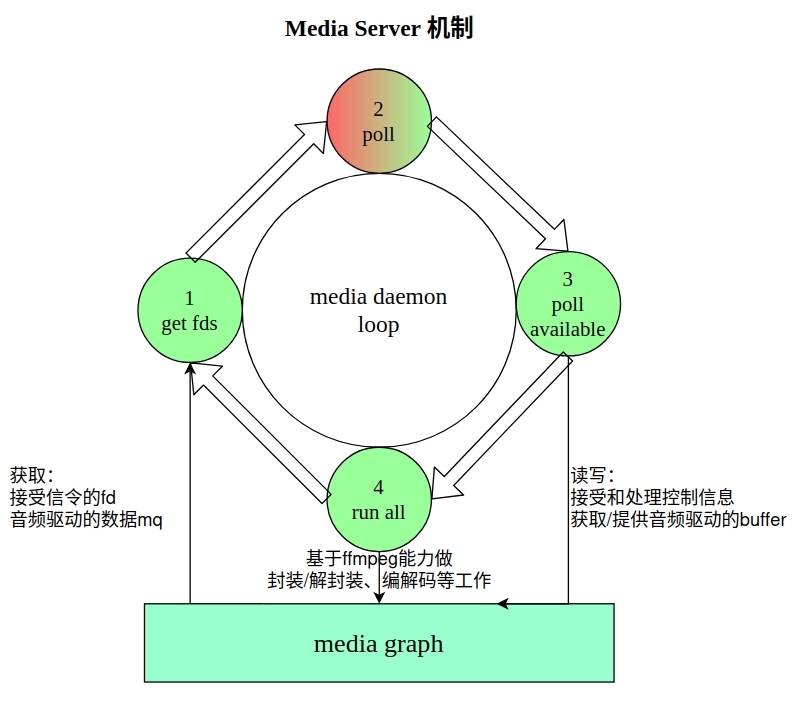 Media Server 机制
2
poll
1
get fds
media daemon
loop
3
poll
available
获取：
接受信令的fd
音频驱动的数据mq
4
run all
读写：
接受和处理控制信息
获取/提供音频驱动的buffer
基于ffmpeg能力做
封装/解封装、编解码等工作
media graph